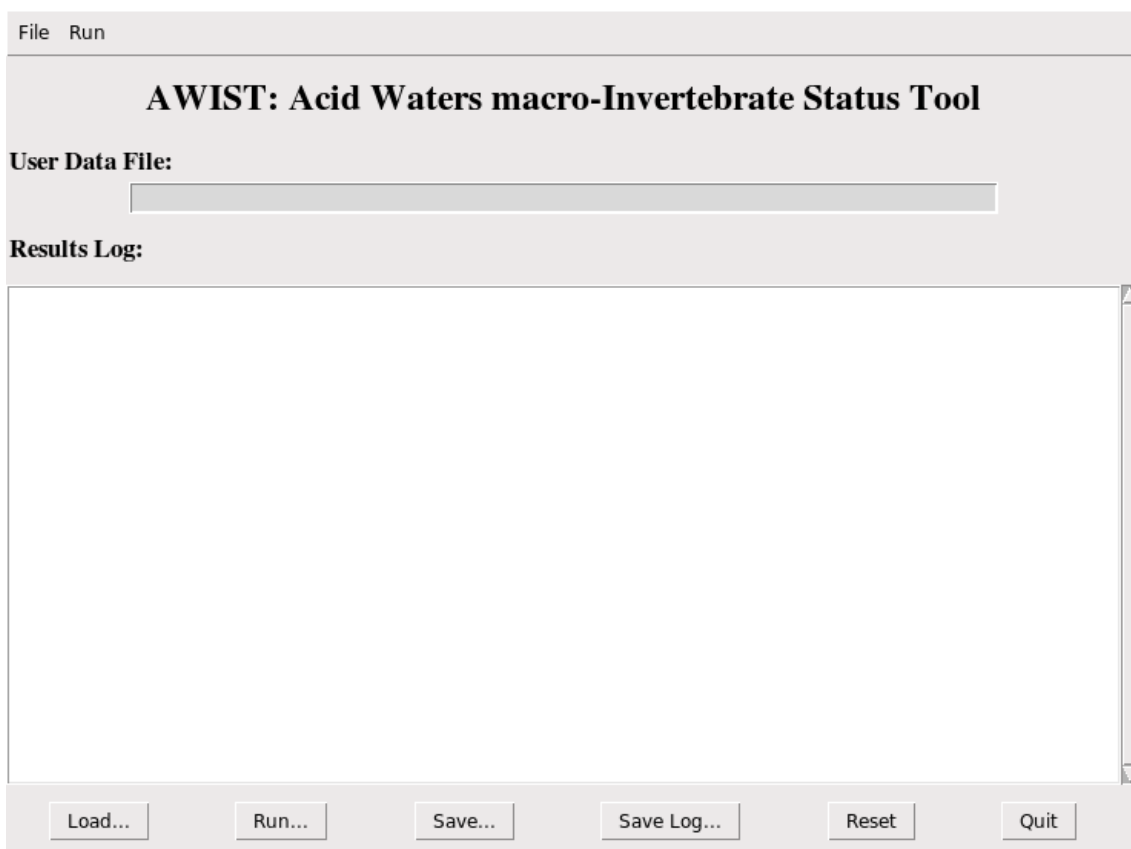 File Run
AWIST: Acid Waters macro-Invertebrate Status Tool
User Data File:
Results Log:
Load... Run... Save... Save Log... Reset Quit